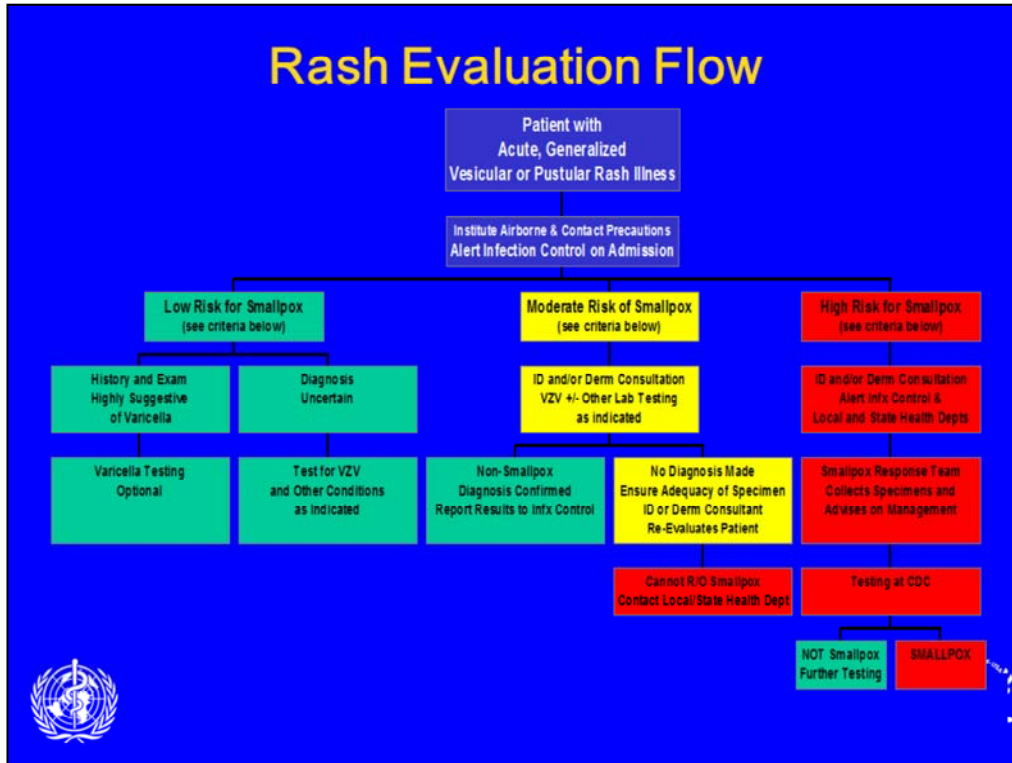 Rash Evaluation Flow
Patient with
Acute, Generalized
Vesicular or Pustular Rash Illness
Institute Airborne & Contact Precautions
Alert Infection Control on Admission
Low Risk for Smallpox
(see criteria below)
Moderate Risk of Smallpox
(see criteria below)
High Risk for Smallpox
(see criteria below)
History and Exam
Highly Suggestive
of Varicella
Diagnosis
Uncertain
ID and/or Derm Consultation
VZV +/- Other Lab Testing
as indicated
ID and/or Derm Consultation
Alert Infx Control &
Local and State Health Depts
Varicella Testing
Optional
Test for VZV
and Other Conditions
as Indicated
Non-Smallpox
Diagnosis Confirmed
Report Results to Infx Control
No Diagnosis Made
Ensure Adequacy of Specimen
ID or Derm Consultant
Re-Evaluates Patient
Smallpox Response Team
Collects Specimens and
Advises on Management
Cannot R/O Smallpox
Contact Local/State Health Dept
Testing at CDC
NOT Smallpox
Further Testing
SMALLPOX